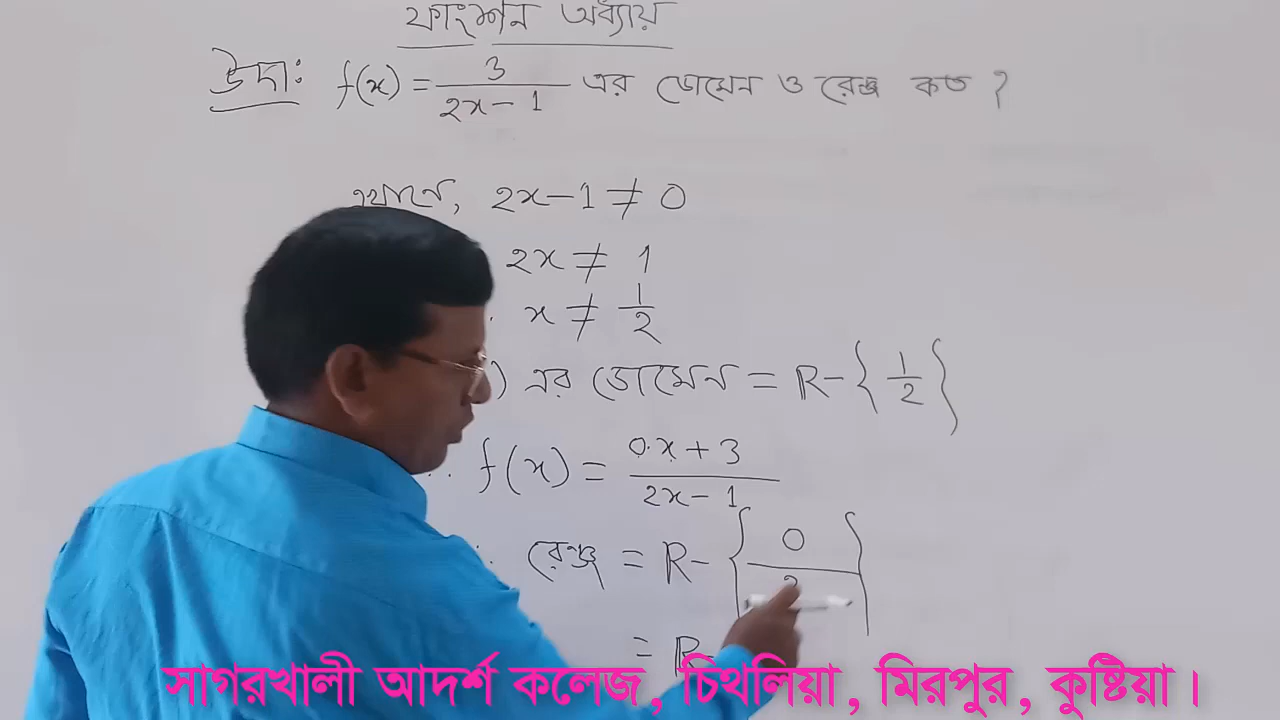 ফাংশন অধ্যায়
উদা: f(x) = 3/(2x-1) এর ডোমেন ও রেঞ্জ কত ?
এখানে, 2x-1 ≠ 0
2x ≠ 1
x ≠ 1/2
) এর ডোমেন = R-{1/2}
∴ f(x) = (0.x+3)/(2x-1)
∴ রেঞ্জ = R-{0/2
= R-
সাগরখালী আদর্শ কলেজ, চিথলিয়া, মিরপুর, কুষ্টিয়া।